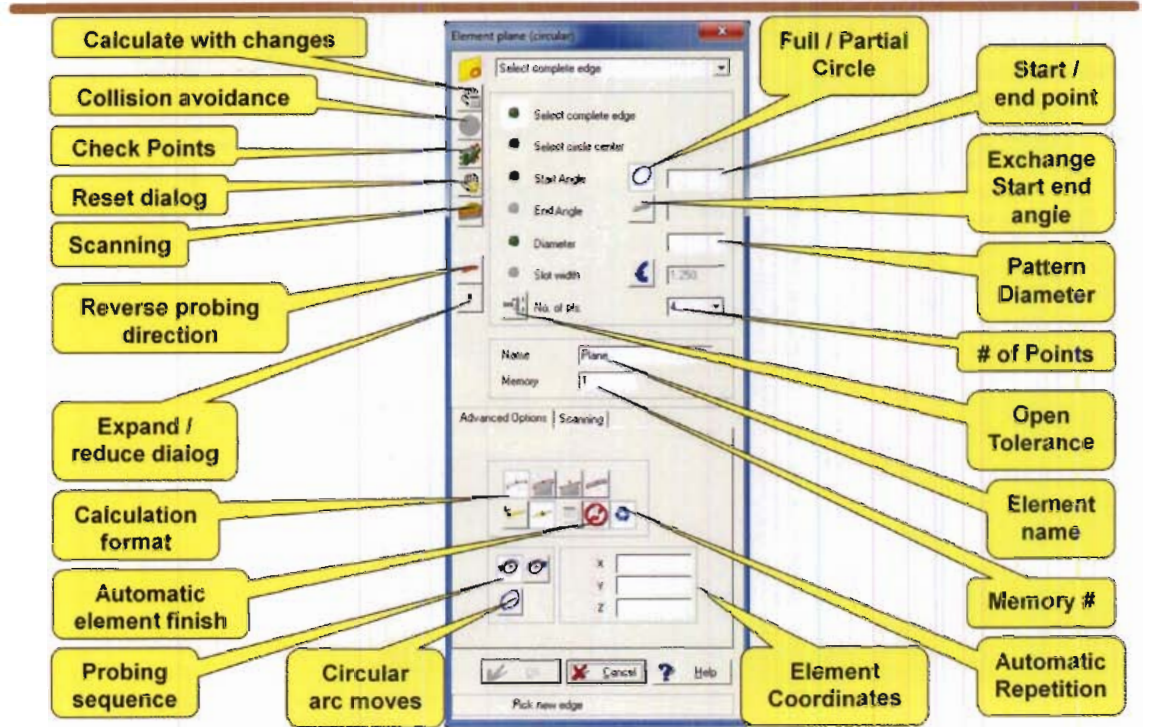 Calculate with changes
Collision avoidance
Check Points
Reset dialog
Scanning
Reverse probing
direction
Expand /
reduce dialog
Calculation
format
Automatic
element finish
Probing
sequence
Circular
arc moves
Element plane (circular)
Select complete edge
Select complete edge
Select circle center
Start Angle
End Angle
Diameter
Slot width
1.250
No. of pts.
4
Name
Plane
Memory
1
Advanced Options
Scanning
X
Y
Z
Cancel
Help
Pick new edge
Full / Partial
Circle
Start /
end point
Exchange
Start end
angle
Pattern
Diameter
# of Points
Open
Tolerance
Element
name
Memory #
Automatic
Repetition
Element
Coordinates